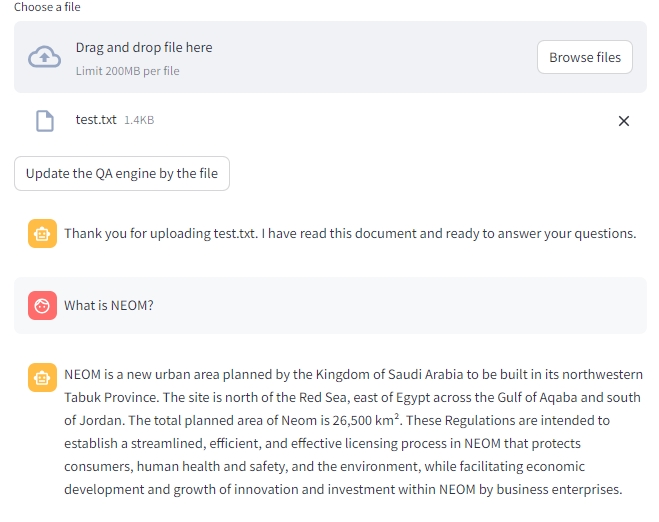 Choose a file
Drag and drop file here
Limit 200MB per file
Browse files
test.txt 1.4KB
Update the QA engine by the file
Thank you for uploading test.txt. I have read this document and ready to answer your questions.
What is NEOM?
NEOM is a new urban area planned by the Kingdom of Saudi Arabia to be built in its northwestern
Tabuk Province. The site is north of the Red Sea, east of Egypt across the Gulf of Aqaba and south
of Jordan. The total planned area of Neom is 26,500 km². These Regulations are intended to
establish a streamlined, efficient, and effective licensing process in NEOM that protects
consumers, human health and safety, and the environment, while facilitating economic
development and growth of innovation and investment within NEOM by business enterprises.